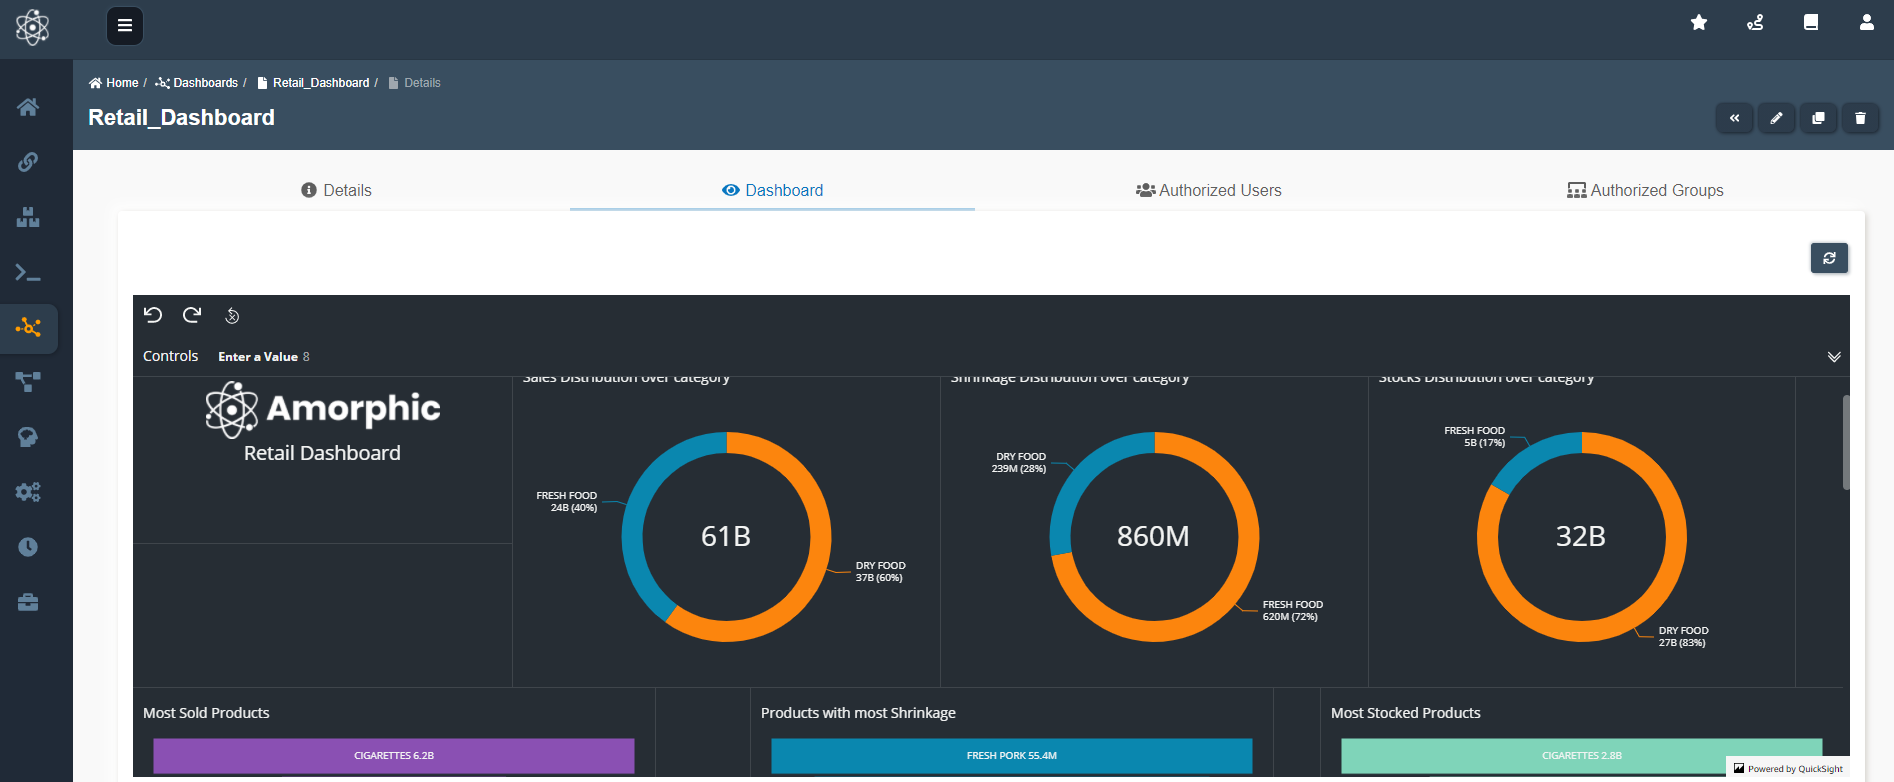 Home / Dashboards / Retail_Dashboard / Details
Retail_Dashboard
Details
Dashboard
Authorized Users
Authorized Groups
Controls Enter a Value 8
Amorphic
Retail Dashboard
Sales Distribution over category
FRESH FOOD
24B (40%)
61B
DRY FOOD
37B (60%)
Shrinkage Distribution over category
DRY FOOD
239M (28%)
860M
FRESH FOOD
620M (72%)
Stocks Distribution over category
FRESH FOOD
5B (17%)
32B
DRY FOOD
27B (83%)
Most Sold Products
CIGARETTES 6.2B
Products with most Shrinkage
FRESH PORK 55.4M
Most Stocked Products
CIGARETTES 2.8B
Powered by QuickSight